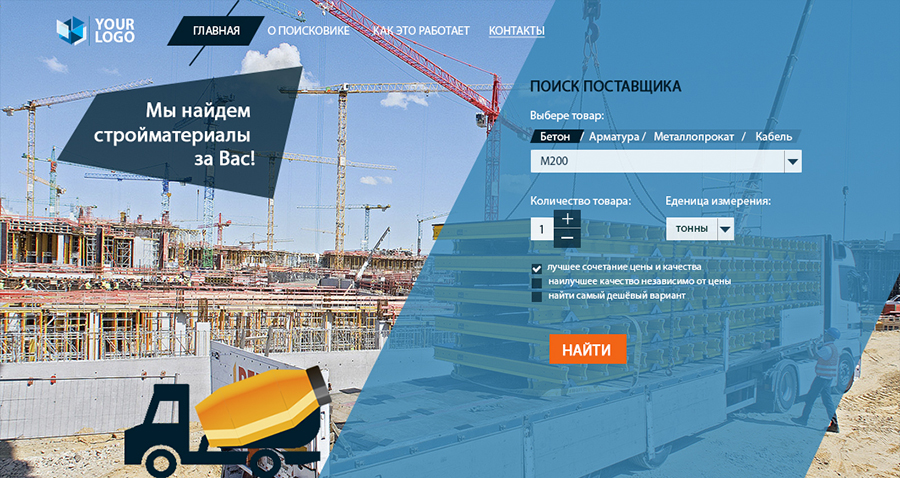 YOUR
LOGO
ГЛАВНАЯ О ПОИСКОВИКЕ КАК ЭТО РАБОТАЕТ КОНТАКТЫ
Мы найдем
стройматериалы
за Вас!
ПОИСК ПОСТАВЩИКА
Выбере товар:
Бетон / Арматура / Металлопрокат / Кабель
М200
Количество товара: Еденица измерения:
1 + −
тонны
лучшее сочетание цены и качества
наилучшее качество независимо от цены
найти самый дешёвый вариант
НАЙТИ